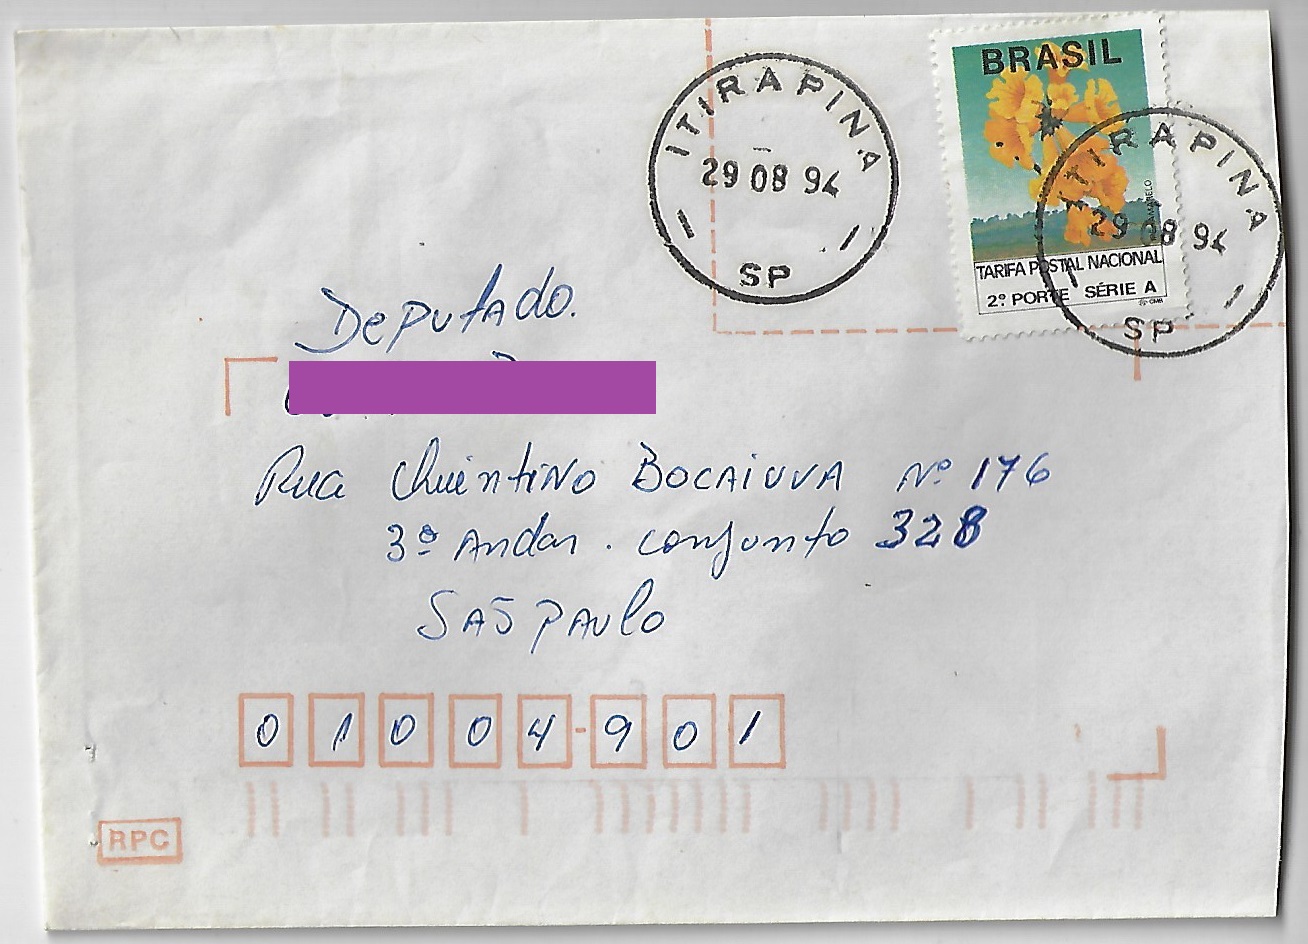 BRASIL
TARIFA POSTAL NACIONAL
2º PORTE SÉRIE A
ITIRAPINA
29 08 94
SP
ITIRAPINA
29 08 94
SP
Deputado.
Rua Quintino BOCAIUVA Nº 176
3º Andar. conjunto 328
SÃO PAULO
01004-901
RPC